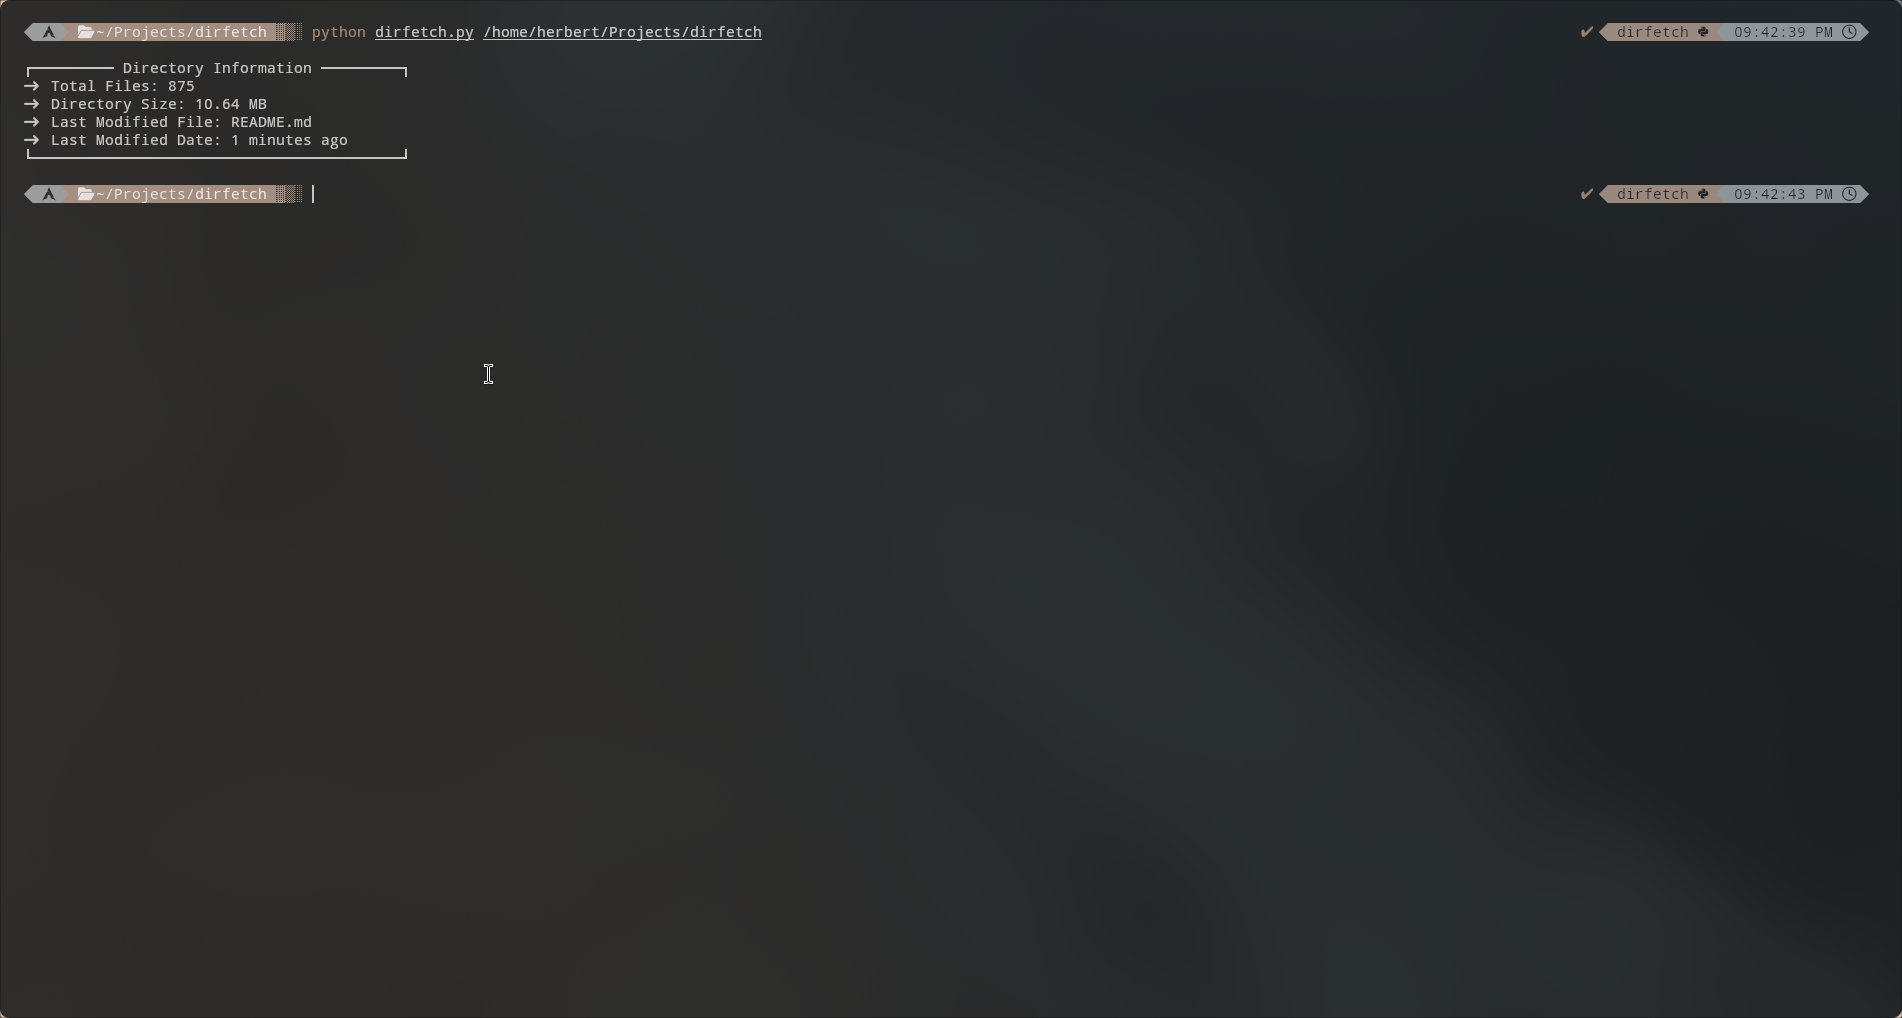 ~/Projects/dirfetch python dirfetch.py /home/herbert/Projects/dirfetch ✔ dirfetch 09:42:39 PM
Directory Information
→ Total Files: 875
→ Directory Size: 10.64 MB
→ Last Modified File: README.md
→ Last Modified Date: 1 minutes ago
~/Projects/dirfetch ✔ dirfetch 09:42:43 PM